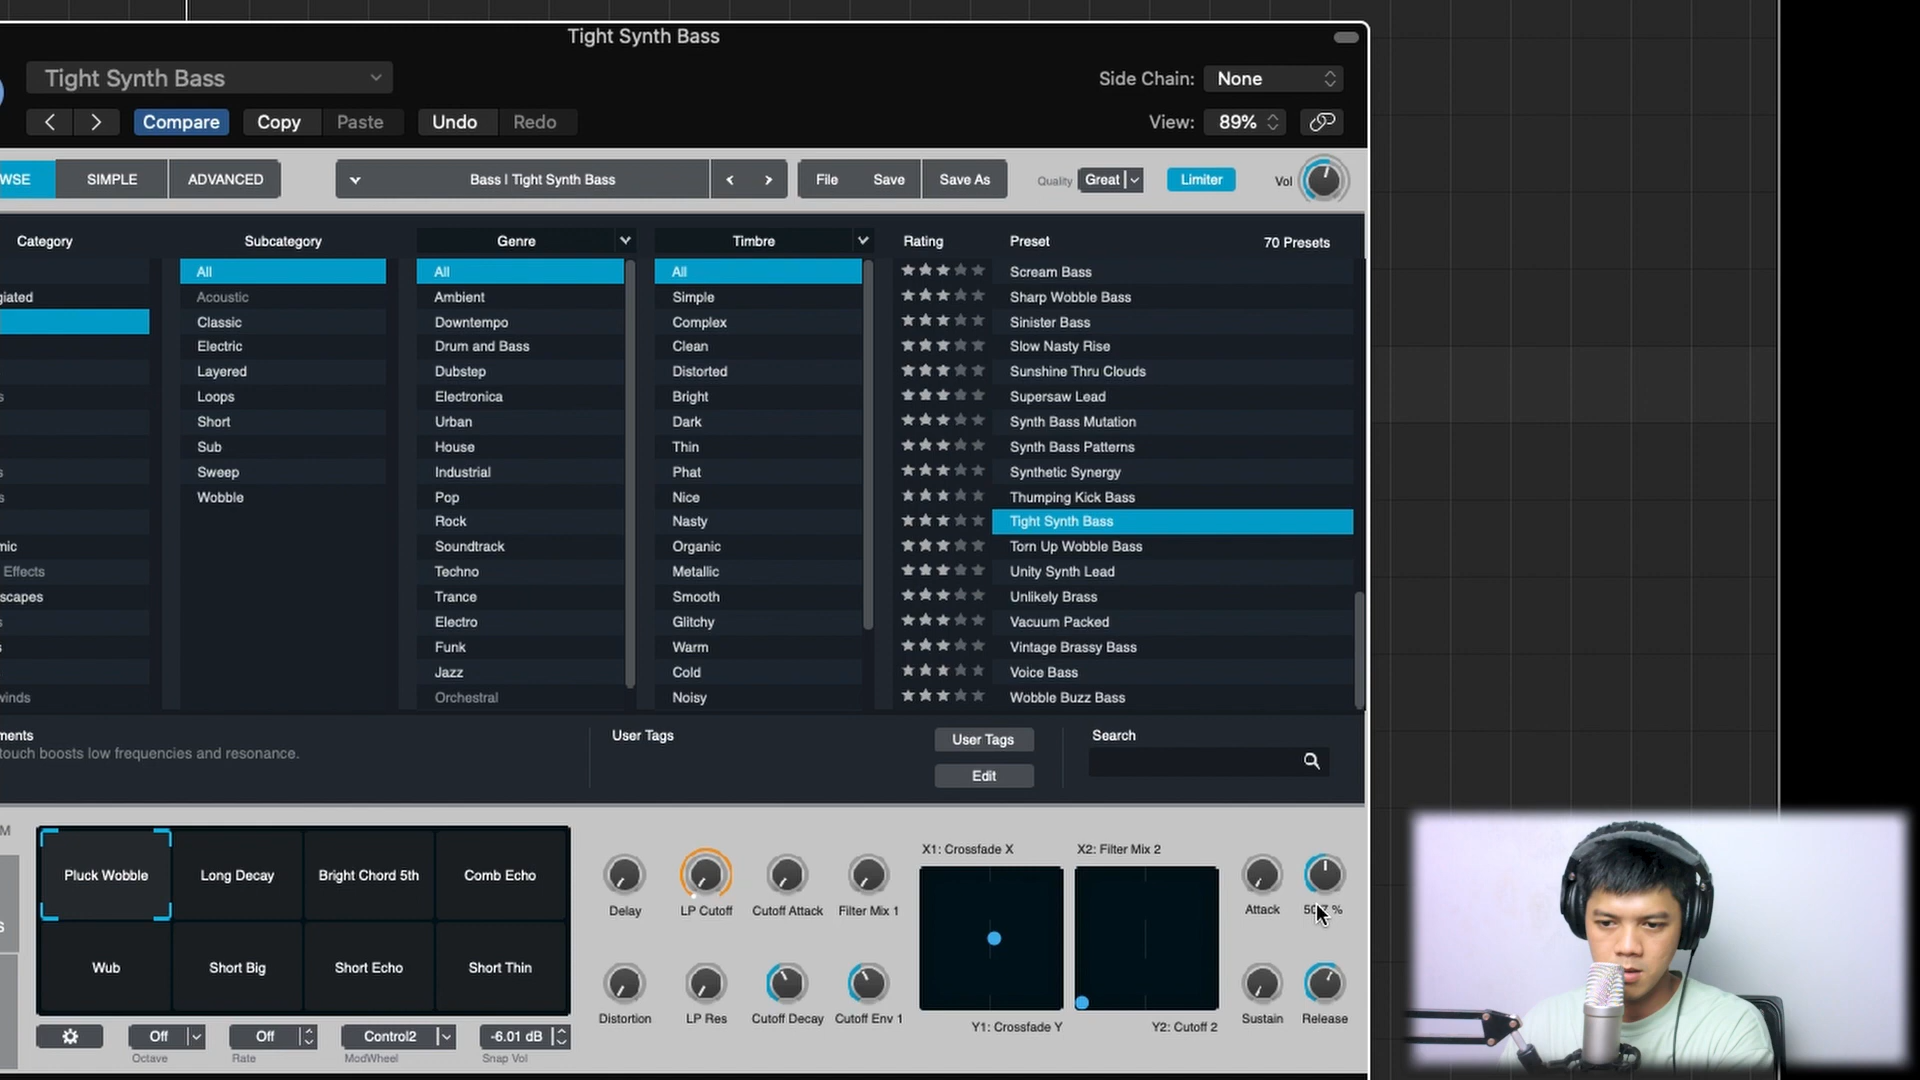 Tight Synth Bass
Tight Synth Bass
Side Chain: None
Compare Copy Paste Undo Redo
View: 89%
WSE SIMPLE ADVANCED Bass | Tight Synth Bass File Save Save As Quality Great Limiter Vol
Category Subcategory Genre Timbre Rating Preset 70 Presets
All All All Scream Bass
giated Acoustic Ambient Simple Sharp Wobble Bass
Classic Downtempo Complex Sinister Bass
Electric Drum and Bass Clean Slow Nasty Rise
Layered Dubstep Distorted Sunshine Thru Clouds
s Loops Electronica Bright Supersaw Lead
Short Urban Dark Synth Bass Mutation
Sub House Thin Synth Bass Patterns
s Sweep Industrial Phat Synthetic Synergy
s Wobble Pop Nice Thumping Kick Bass
Rock Nasty Tight Synth Bass
mic Soundtrack Organic Torn Up Wobble Bass
Effects Techno Metallic Unity Synth Lead
scapes Trance Smooth Unlikely Brass
s Electro Glitchy Vacuum Packed
s Funk Warm Vintage Brassy Bass
Jazz Cold Voice Bass
winds Orchestral Noisy Wobble Buzz Bass
ments User Tags User Tags Search
touch boosts low frequencies and resonance.
Edit
M
Pluck Wobble Long Decay Bright Chord 5th Comb Echo
X1: Crossfade X X2: Filter Mix 2
Delay LP Cutoff Cutoff Attack Filter Mix 1 Attack
S
Wub Short Big Short Echo Short Thin
Distortion LP Res Cutoff Decay Cutoff Env 1 Sustain Release
Y1: Crossfade Y Y2: Cutoff 2
Off Off Control2 -6.01 dB
Octave Rate ModWheel Snap Vol